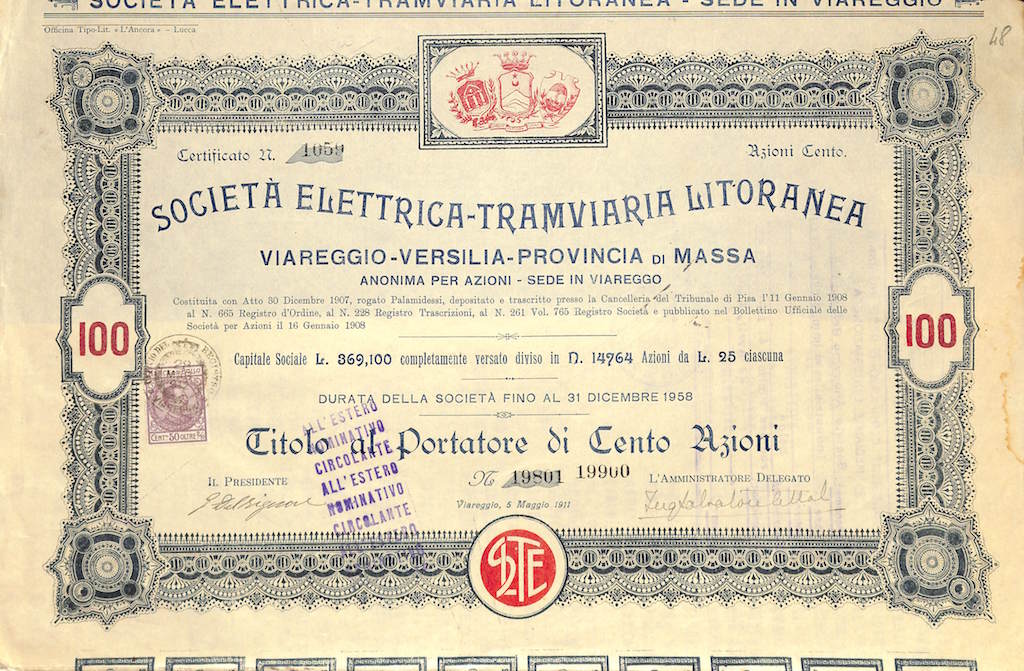 SOCIETÀ ELETTRICA-TRAMVIARIA LITORANEA - SEDE IN VIAREGGIO
Officina Tipo-Lit. «L'Ancora» – Lucca
48
Certificato N. 1059
Azioni Cento.
SOCIETÀ ELETTRICA-TRAMVIARIA LITORANEA
VIAREGGIO-VERSILIA-PROVINCIA DI MASSA
ANONIMA PER AZIONI - SEDE IN VIAREGGO
Costituita con Atto 30 Dicembre 1907, rogato Palamidessi, depositato e trascritto presso la Cancelleria del Tribunale di Pisa l'11 Gennaio 1908
al N. 665 Registro d'Ordine, al N. 228 Registro Trascrizioni, al N. 261 Vol. 765 Registro Società e pubblicato nel Bollettino Ufficiale delle
Società per Azioni il 16 Gennaio 1908
100
100
Capitale Sociale L. 369,100 completamente versato diviso in N. 14764 Azioni da L. 25 ciascuna
DURATA DELLA SOCIETÀ FINO AL 31 DICEMBRE 1958
CENT. 50 OLTRE
ALL'ESTERO
NOMINATIVO
CIRCOLANTE
ALL'ESTERO
NOMINATIVO
CIRCOLANTE
Titolo al Portatore di Cento Azioni
N 19801 19900
IL PRESIDENTE
L'AMMINISTRATORE DELEGATO
Viareggio, 5 Maggio 1911
SLTE